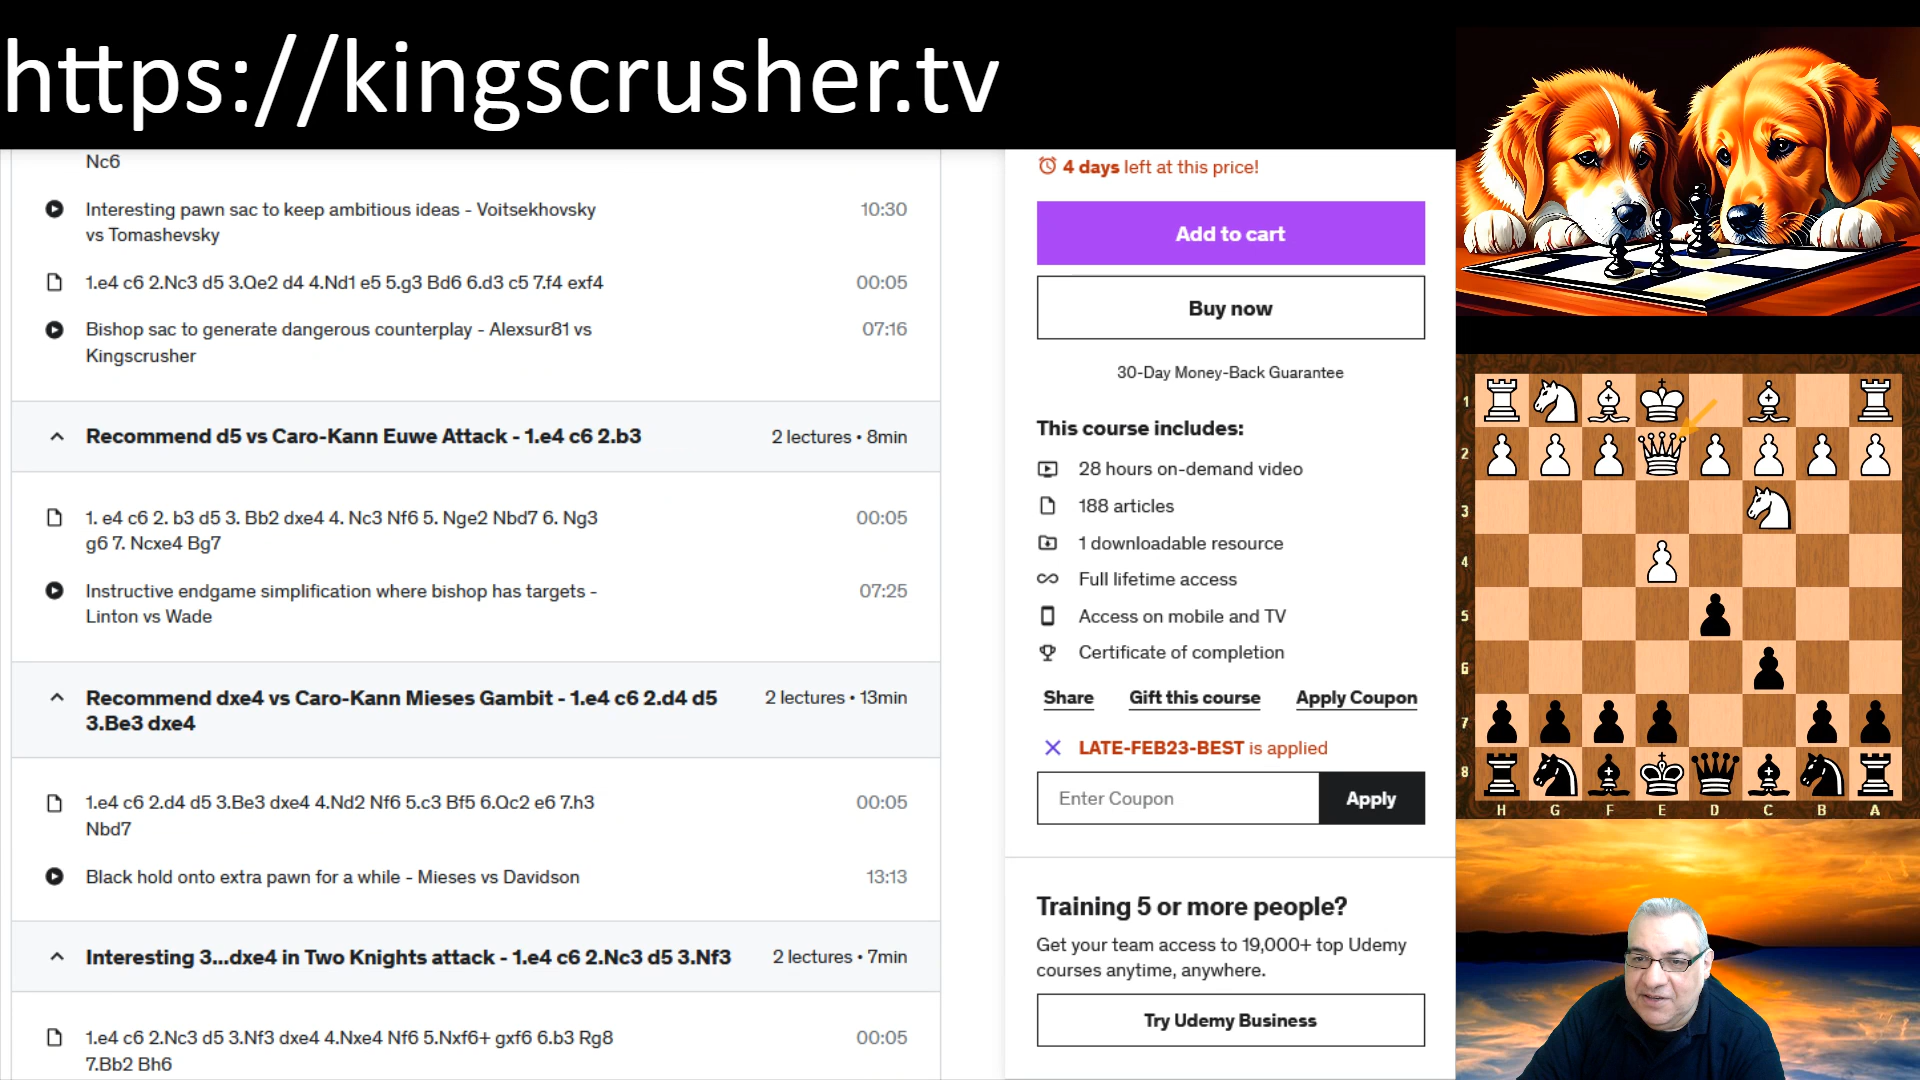 https://kingscrusher.tv
Nc6
Interesting pawn sac to keep ambitious ideas - Voitsekhovsky
vs Tomashevsky
10:30
1.e4 c6 2.Nc3 d5 3.Qe2 d4 4.Nd1 e5 5.g3 Bd6 6.d3 c5 7.f4 exf4
00:05
Bishop sac to generate dangerous counterplay - Alexsur81 vs
Kingscrusher
07:16
Recommend d5 vs Caro-Kann Euwe Attack - 1.e4 c6 2.b3
2 lectures • 8min
1. e4 c6 2. b3 d5 3. Bb2 dxe4 4. Nc3 Nf6 5. Nge2 Nbd7 6. Ng3
g6 7. Ncxe4 Bg7
00:05
Instructive endgame simplification where bishop has targets -
Linton vs Wade
07:25
Recommend dxe4 vs Caro-Kann Mieses Gambit - 1.e4 c6 2.d4 d5
3.Be3 dxe4
2 lectures • 13min
1.e4 c6 2.d4 d5 3.Be3 dxe4 4.Nd2 Nf6 5.c3 Bf5 6.Qc2 e6 7.h3
Nbd7
00:05
Black hold onto extra pawn for a while - Mieses vs Davidson
13:13
Interesting 3...dxe4 in Two Knights attack - 1.e4 c6 2.Nc3 d5 3.Nf3
2 lectures • 7min
1.e4 c6 2.Nc3 d5 3.Nf3 dxe4 4.Nxe4 Nf6 5.Nxf6+ gxf6 6.b3 Rg8
7.Bb2 Bh6
00:05
4 days left at this price!
Add to cart
Buy now
30-Day Money-Back Guarantee
This course includes:
28 hours on-demand video
188 articles
1 downloadable resource
Full lifetime access
Access on mobile and TV
Certificate of completion
Share Gift this course Apply Coupon
LATE-FEB23-BEST is applied
Enter Coupon
Apply
Training 5 or more people?
Get your team access to 19,000+ top Udemy
courses anytime, anywhere.
Try Udemy Business
1
2
3
4
5
6
7
8
H G F E D C B A